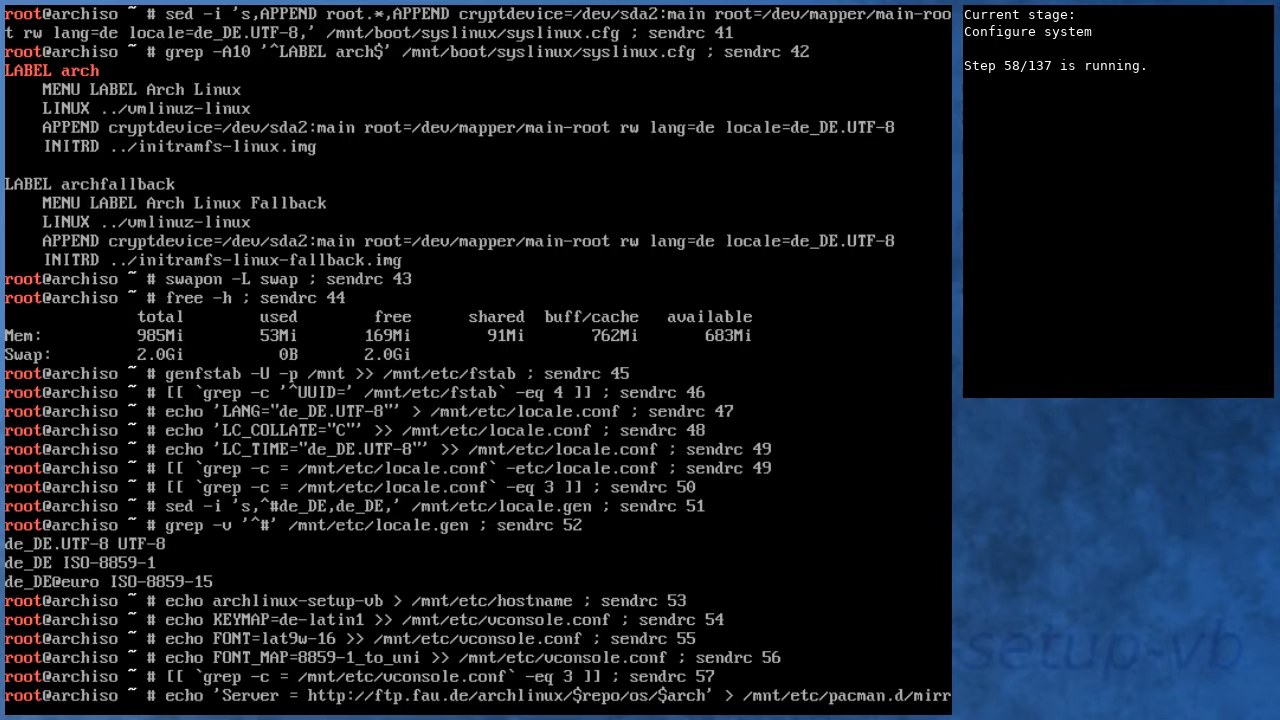 root@archiso ~ # sed -i 's,APPEND root.*,APPEND cryptdevice=/dev/sda2:main root=/dev/mapper/main-roo
t rw lang=de locale=de_DE.UTF-8,' /mnt/boot/syslinux/syslinux.cfg ; sendrc 41
root@archiso ~ # grep -A10 '^LABEL arch$' /mnt/boot/syslinux/syslinux.cfg ; sendrc 42
LABEL arch
    MENU LABEL Arch Linux
    LINUX ../vmlinuz-linux
    APPEND cryptdevice=/dev/sda2:main root=/dev/mapper/main-root rw lang=de locale=de_DE.UTF-8
    INITRD ../initramfs-linux.img

LABEL archfallback
    MENU LABEL Arch Linux Fallback
    LINUX ../vmlinuz-linux
    APPEND cryptdevice=/dev/sda2:main root=/dev/mapper/main-root rw lang=de locale=de_DE.UTF-8
    INITRD ../initramfs-linux-fallback.img
root@archiso ~ # swapon -L swap ; sendrc 43
root@archiso ~ # free -h ; sendrc 44
              total        used        free      shared  buff/cache   available
Mem:          985Mi        53Mi       169Mi        91Mi       762Mi       683Mi
Swap:         2.0Gi          0B       2.0Gi
root@archiso ~ # genfstab -U -p /mnt >> /mnt/etc/fstab ; sendrc 45
root@archiso ~ # [[ `grep -c '^UUID=' /mnt/etc/fstab` -eq 4 ]] ; sendrc 46
root@archiso ~ # echo 'LANG="de_DE.UTF-8"' > /mnt/etc/locale.conf ; sendrc 47
root@archiso ~ # echo 'LC_COLLATE="C"' >> /mnt/etc/locale.conf ; sendrc 48
root@archiso ~ # echo 'LC_TIME="de_DE.UTF-8"' >> /mnt/etc/locale.conf ; sendrc 49
root@archiso ~ # [[ `grep -c = /mnt/etc/locale.conf` -etc/locale.conf ; sendrc 49
root@archiso ~ # [[ `grep -c = /mnt/etc/locale.conf` -eq 3 ]] ; sendrc 50
root@archiso ~ # sed -i 's,^#de_DE,de_DE,' /mnt/etc/locale.gen ; sendrc 51
root@archiso ~ # grep -v '^#' /mnt/etc/locale.gen ; sendrc 52
de_DE.UTF-8 UTF-8
de_DE ISO-8859-1
de_DE@euro ISO-8859-15
root@archiso ~ # echo archlinux-setup-vb > /mnt/etc/hostname ; sendrc 53
root@archiso ~ # echo KEYMAP=de-latin1 >> /mnt/etc/vconsole.conf ; sendrc 54
root@archiso ~ # echo FONT=lat9w-16 >> /mnt/etc/vconsole.conf ; sendrc 55
root@archiso ~ # echo FONT_MAP=8859-1_to_uni >> /mnt/etc/vconsole.conf ; sendrc 56
root@archiso ~ # [[ `grep -c = /mnt/etc/vconsole.conf` -eq 3 ]] ; sendrc 57
root@archiso ~ # echo 'Server = http://ftp.fau.de/archlinux/$repo/os/$arch' > /mnt/etc/pacman.d/mirr
Current stage:
Configure system

Step 58/137 is running.
setup-vb